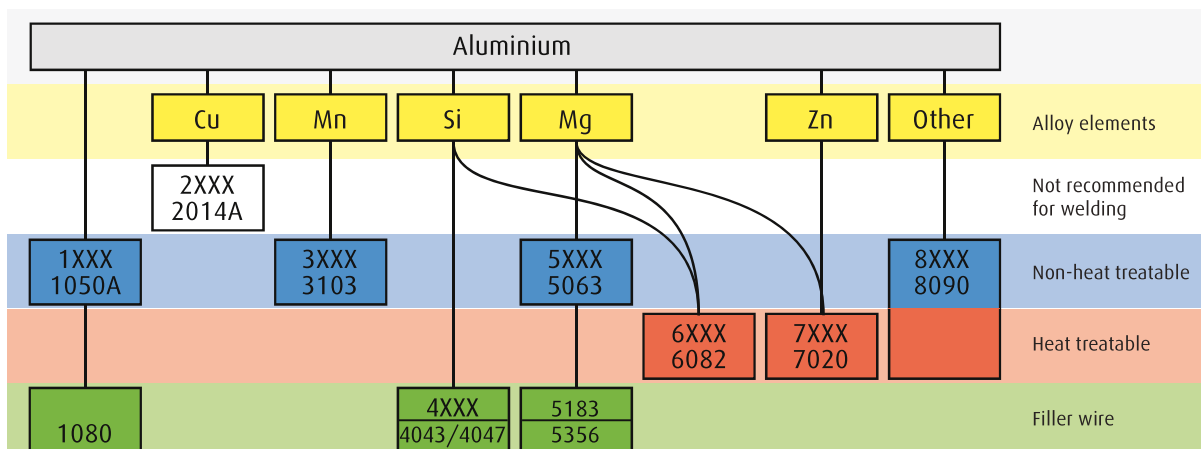 Aluminium
Cu
Mn
Si
Mg
Zn
Other
Alloy elements
2XXX
2014A
Not recommended
for welding
1XXX
1050A
3XXX
3103
5XXX
5063
8XXX
8090
Non-heat treatable
6XXX
6082
7XXX
7020
Heat treatable
1080
4XXX
4043/4047
5183
5356
Filler wire